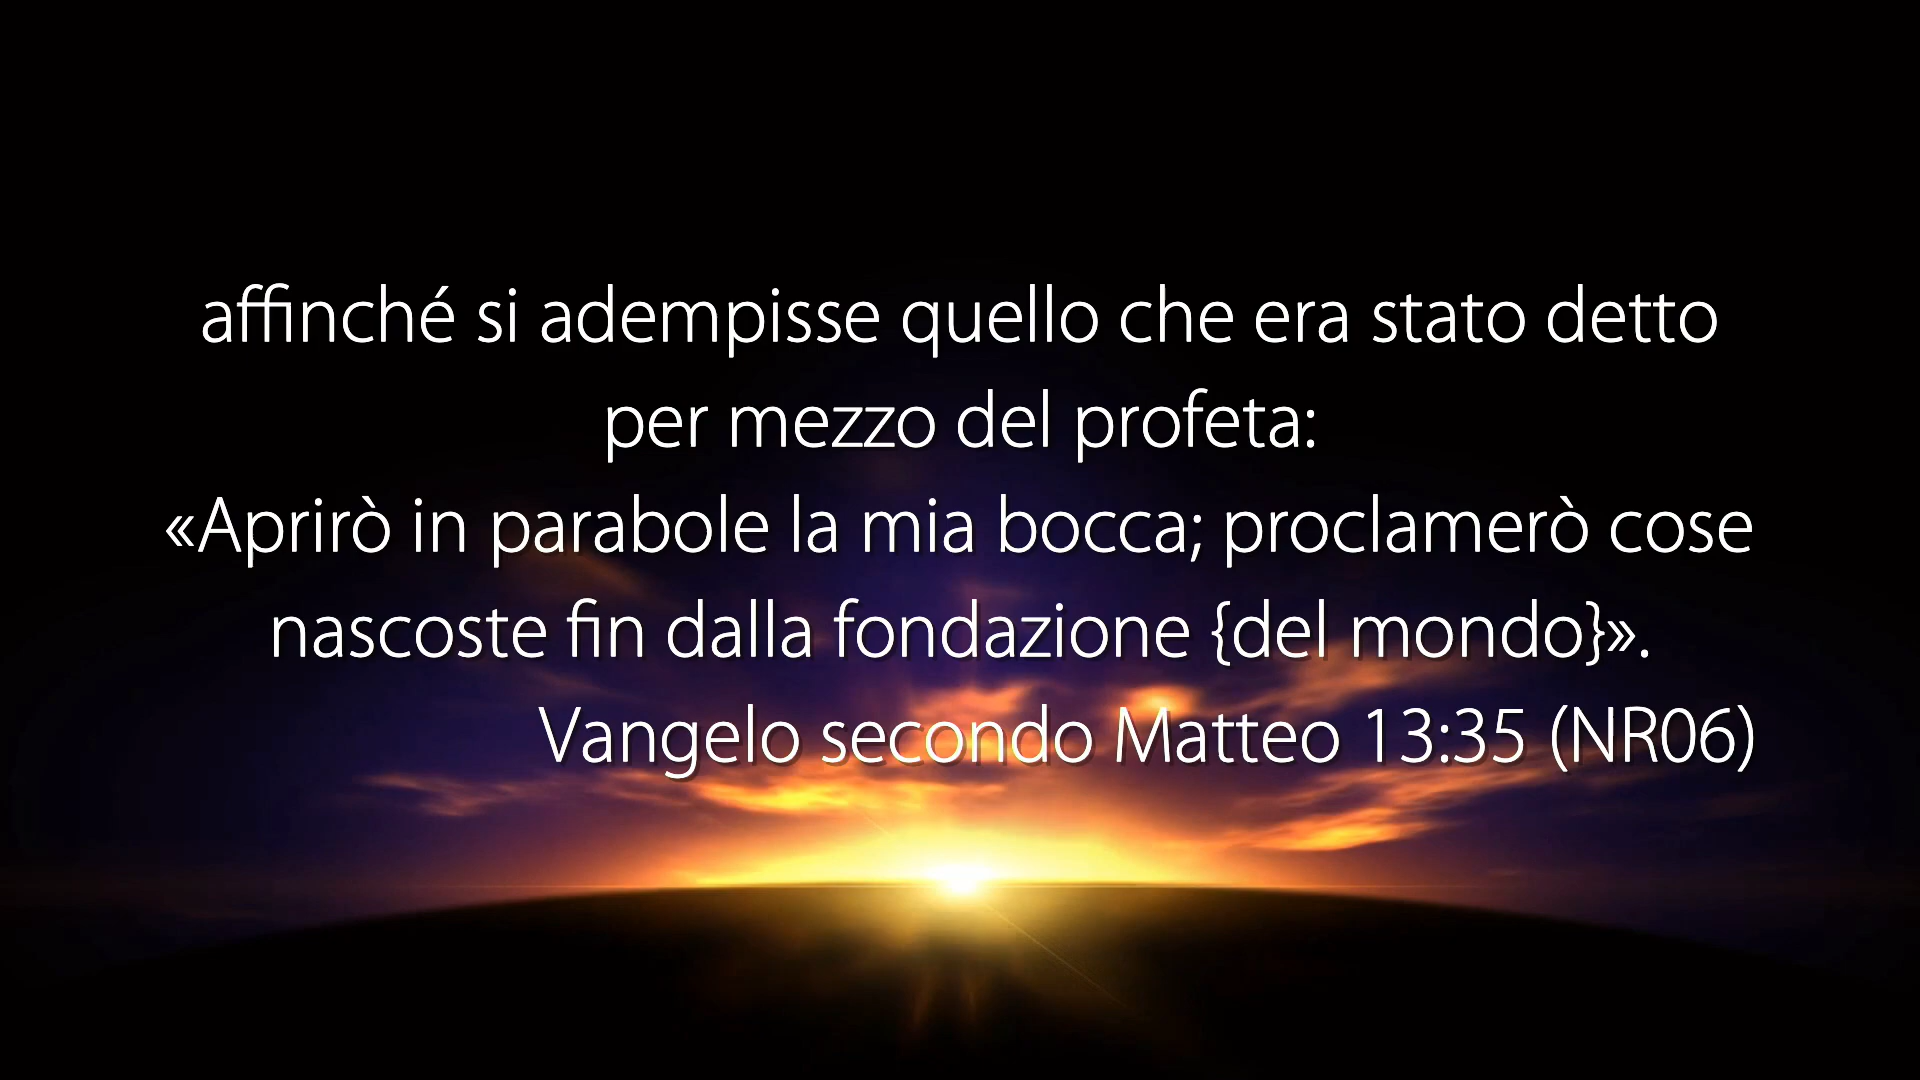 affinché si adempisse quello che era stato detto
per mezzo del profeta:
«Aprirò in parabole la mia bocca; proclamerò cose
nascoste fin dalla fondazione {del mondo}».
Vangelo secondo Matteo 13:35 (NR06)